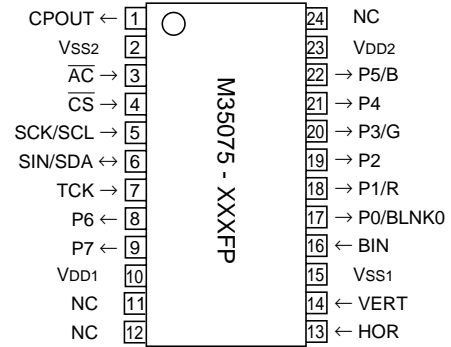 CPOUT ← 1
VSS2 2
A̅C̅ → 3
C̅S̅ → 4
SCK/SCL → 5
SIN/SDA ↔ 6
TCK → 7
P6 ← 8
P7 ← 9
VDD1 10
NC 11
NC 12
M35075 - XXXFP
24 NC
23 VDD2
22 → P5/B
21 → P4
20 → P3/G
19 → P2
18 → P1/R
17 → P0/BLNK0
16 ← BIN
15 VSS1
14 ← VERT
13 ← HOR